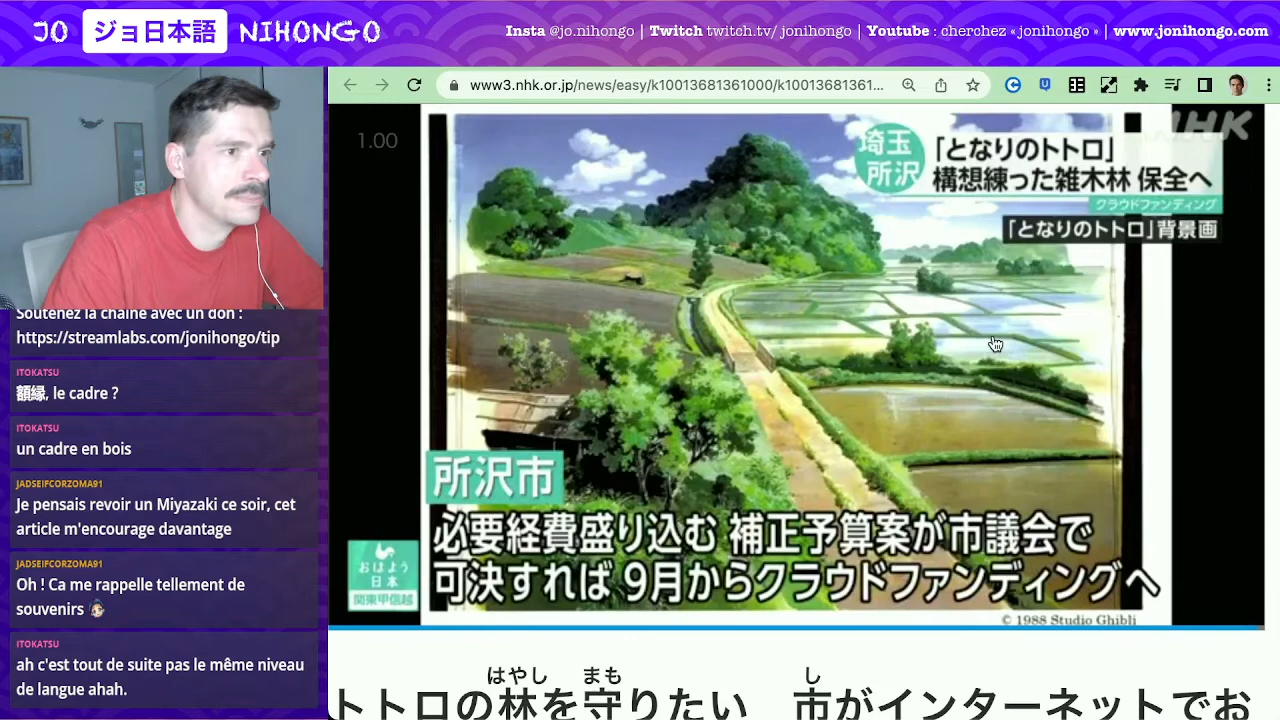 JO ジョ日本語 NIHONGO
Insta @jo.nihongo | Twitch twitch.tv/ jonihongo | Youtube : cherchez « jonihongo » | www.jonihongo.com
www3.nhk.or.jp/news/easy/k10013681361000/k10013681361...
1.00
NHK
埼玉
所沢
「となりのトトロ」
構想練った雑木林 保全へ
クラウドファンディング
「となりのトトロ」背景画
所沢市
必要経費盛り込む 補正予算案が市議会で
可決すれば 9月からクラウドファンディングへ
おはよう
日本
関東甲信越
© 1988 Studio Ghibli
はやし まも し
トトロの林を守りたい 市がインターネットでお
Soutenez la chaîne avec un don :
https://streamlabs.com/jonihongo/tip
ITOKATSU
額縁, le cadre ?
ITOKATSU
un cadre en bois
JADSEIFCORZOMA91
Je pensais revoir un Miyazaki ce soir, cet
article m'encourage davantage
JADSEIFCORZOMA91
Oh ! Ca me rappelle tellement de
souvenirs
ITOKATSU
ah c'est tout de suite pas le même niveau
de langue ahah.